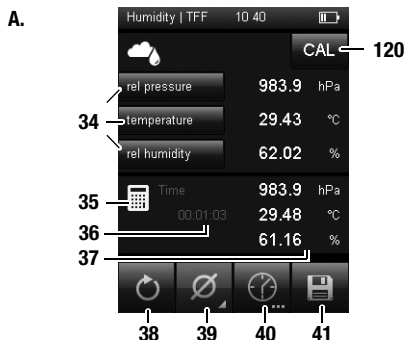 A.
Humidity | TFF 10 40
CAL
120
rel pressure 983.9 hPa
34
temperature 29.43 °C
rel humidity 62.02 %
35
Time 983.9 hPa
36
00:01:03 29.48 °C
37
61.16 %
38 39 40 41